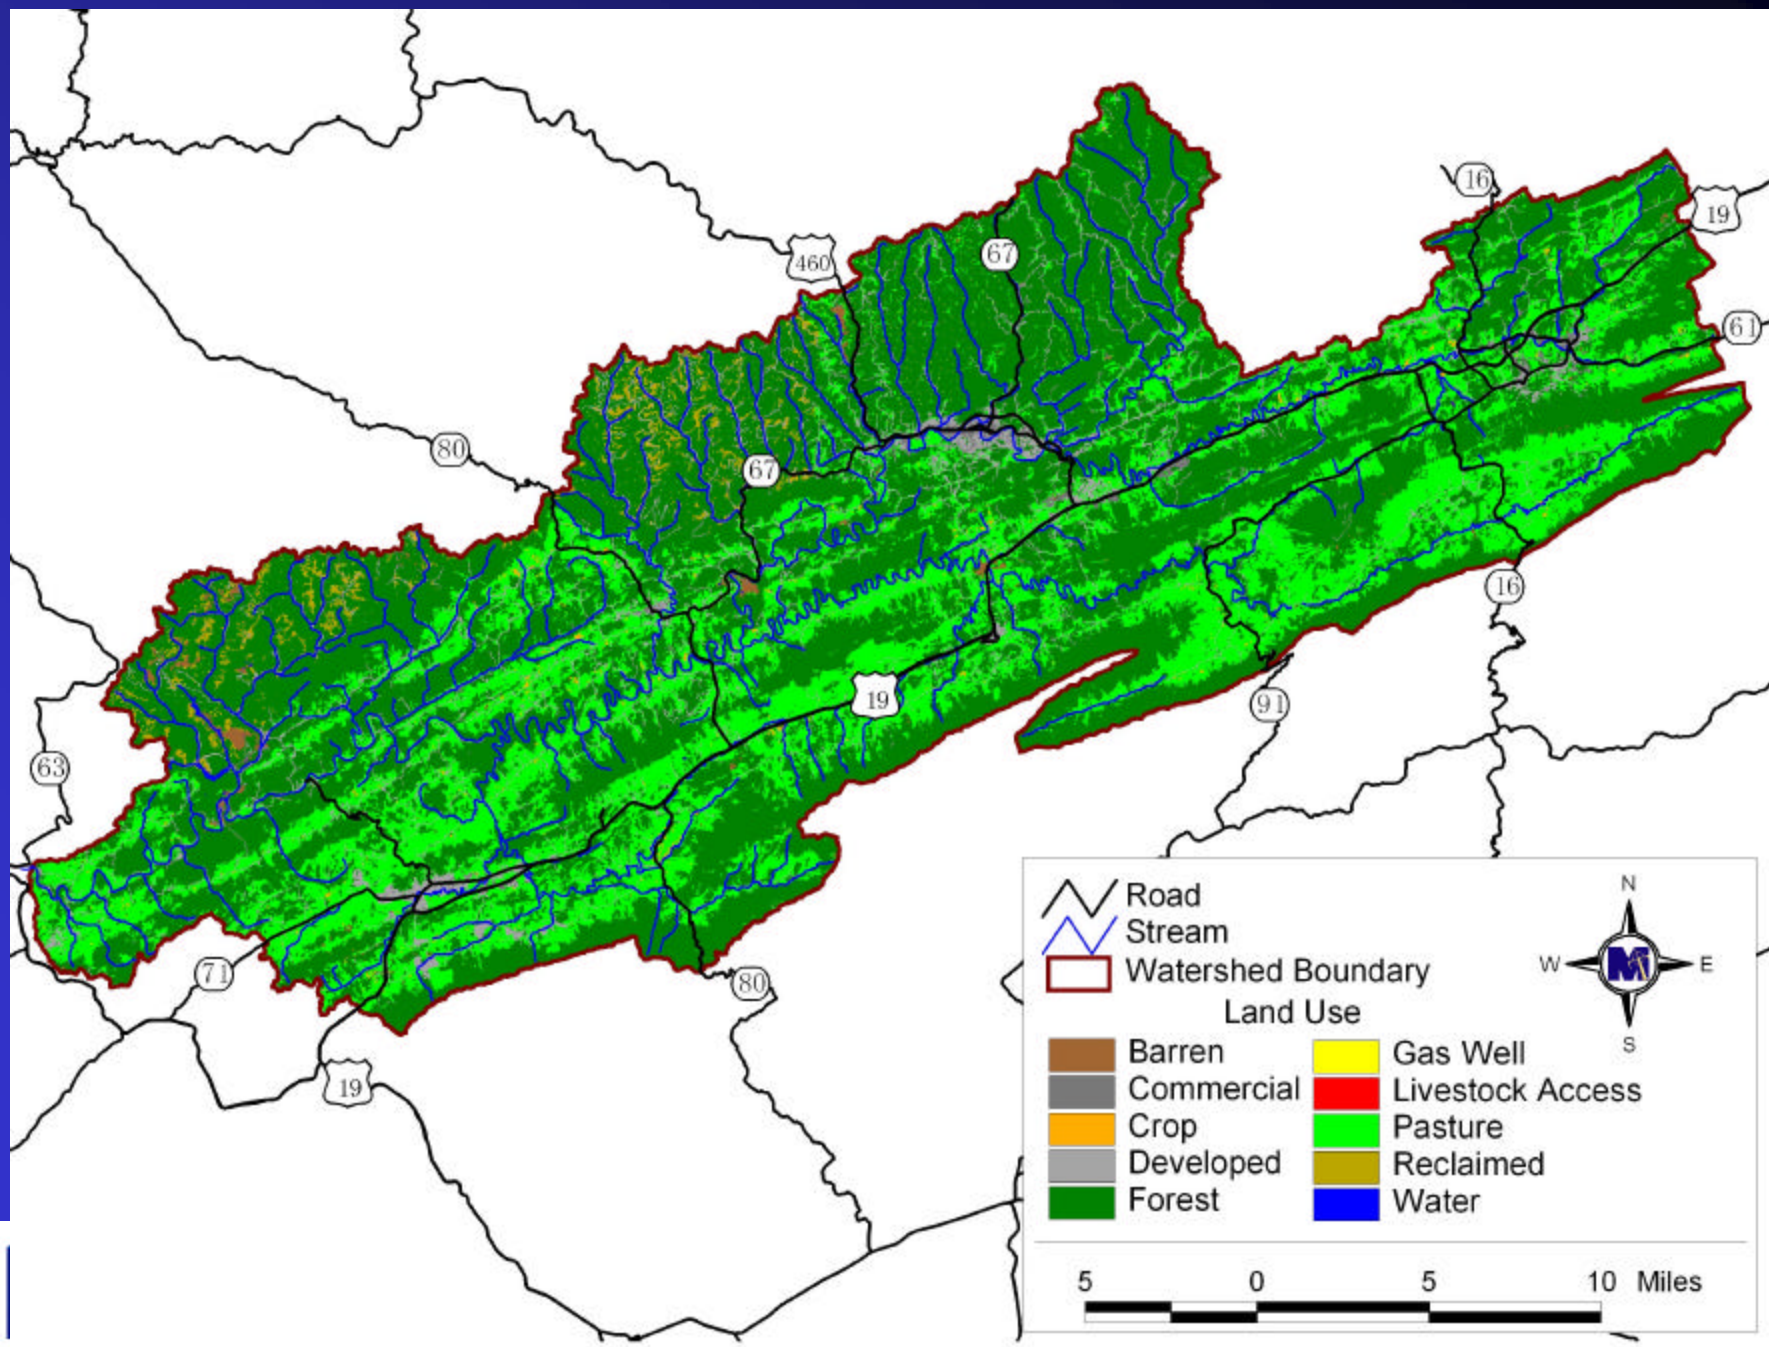 16
19
67
460
61
80
67
16
19
91
63
71
80
19
Road
Stream
Watershed Boundary
Land Use
Barren
Commercial
Crop
Developed
Forest
Gas Well
Livestock Access
Pasture
Reclaimed
Water
N
W M E
S
5 0 5 10 Miles